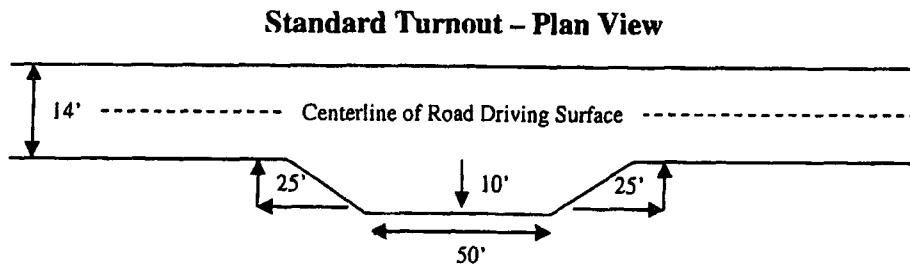 Standard Turnout – Plan View
14'
Centerline of Road Driving Surface
25'
10'
25'
50'